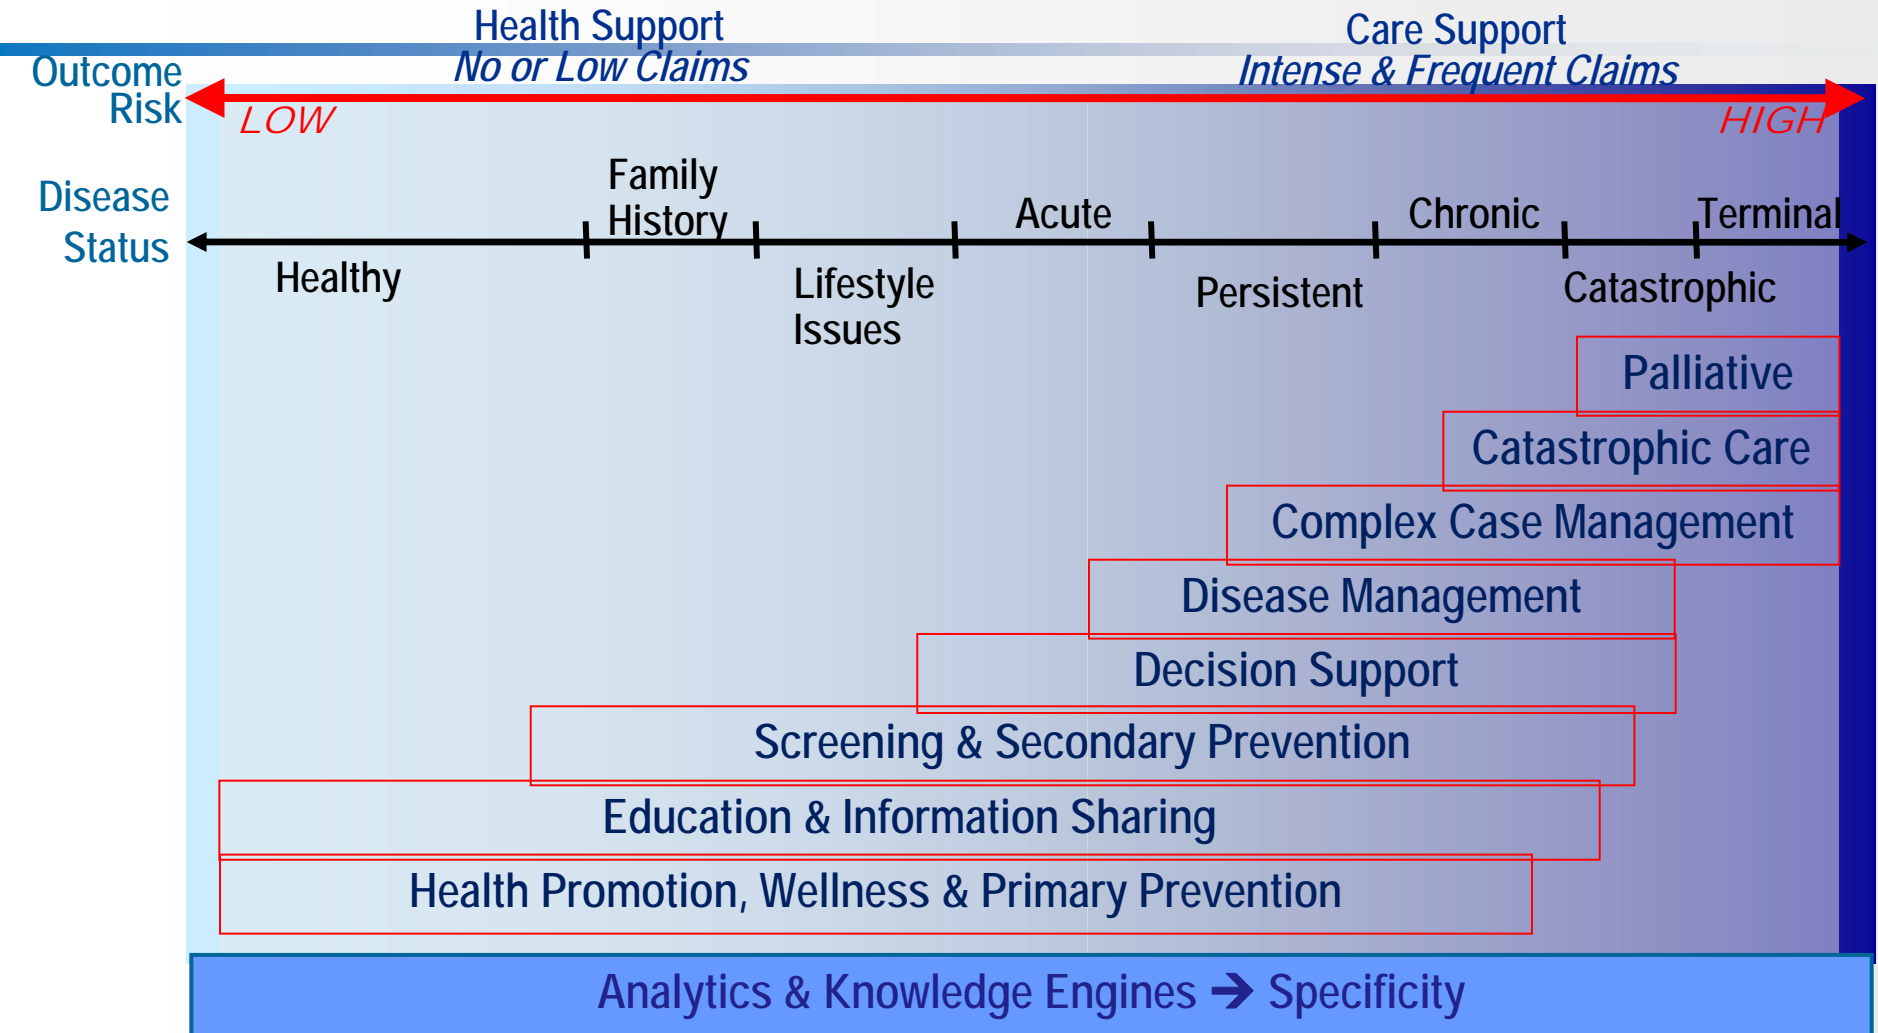 Health Support
No or Low Claims
Care Support
Intense & Frequent Claims
Outcome
Risk
LOW
HIGH
Disease
Status
Healthy
Family
History
Lifestyle
Issues
Acute
Persistent
Chronic
Catastrophic
Terminal
Palliative
Catastrophic Care
Complex Case Management
Disease Management
Decision Support
Screening & Secondary Prevention
Education & Information Sharing
Health Promotion, Wellness & Primary Prevention
Analytics & Knowledge Engines ➔ Specificity